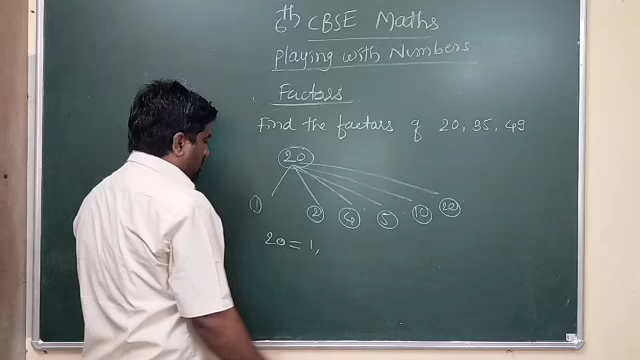 6th CBSE Maths
Playing with Numbers
Factors
Find the factors of 20, 35, 49
20
1 2 4 5 10 20
20 = 1,